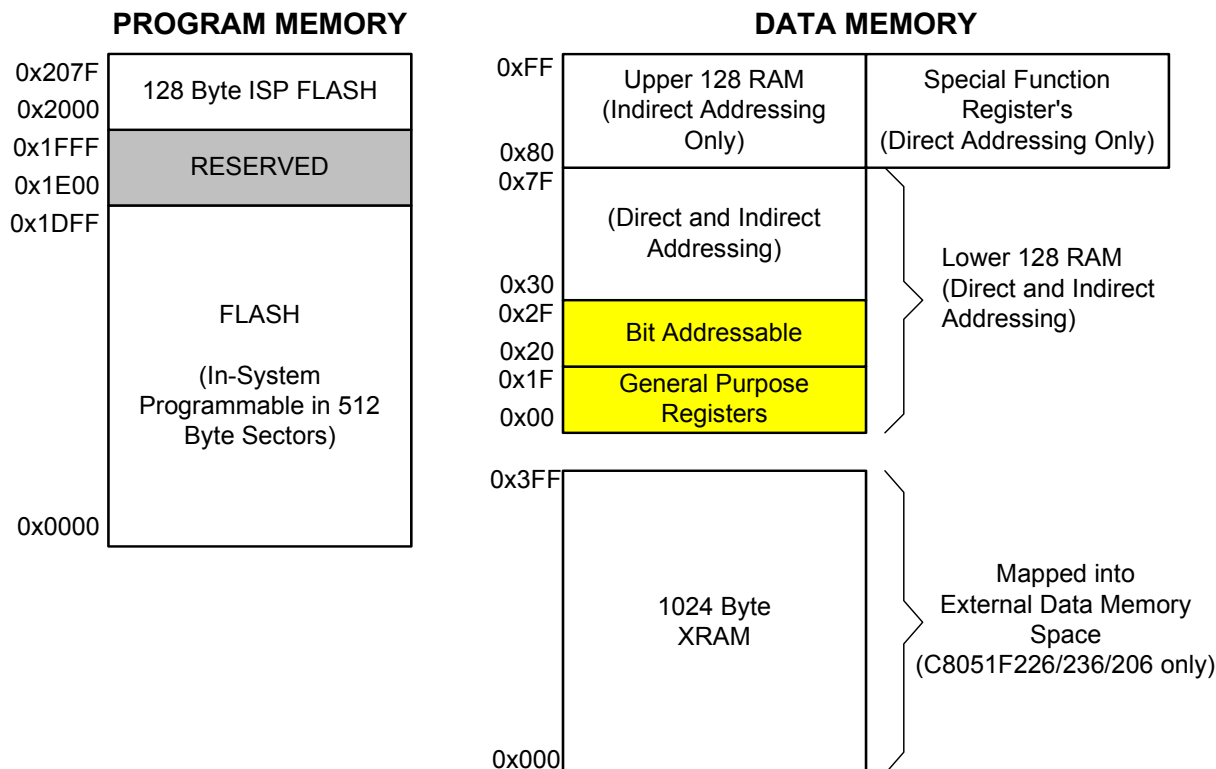 PROGRAM MEMORY
0x207F
0x2000
128 Byte ISP FLASH
0x1FFF
0x1E00
RESERVED
0x1DFF
FLASH
(In-System
Programmable in 512
Byte Sectors)
0x0000
DATA MEMORY
0xFF
Upper 128 RAM
(Indirect Addressing
Only)
0x80
Special Function
Register's
(Direct Addressing Only)
0x7F
(Direct and Indirect
Addressing)
0x30
0x2F
Bit Addressable
0x20
0x1F
General Purpose
Registers
0x00
Lower 128 RAM
(Direct and Indirect
Addressing)
0x3FF
1024 Byte
XRAM
0x000
Mapped into
External Data Memory
Space
(C8051F226/236/206 only)